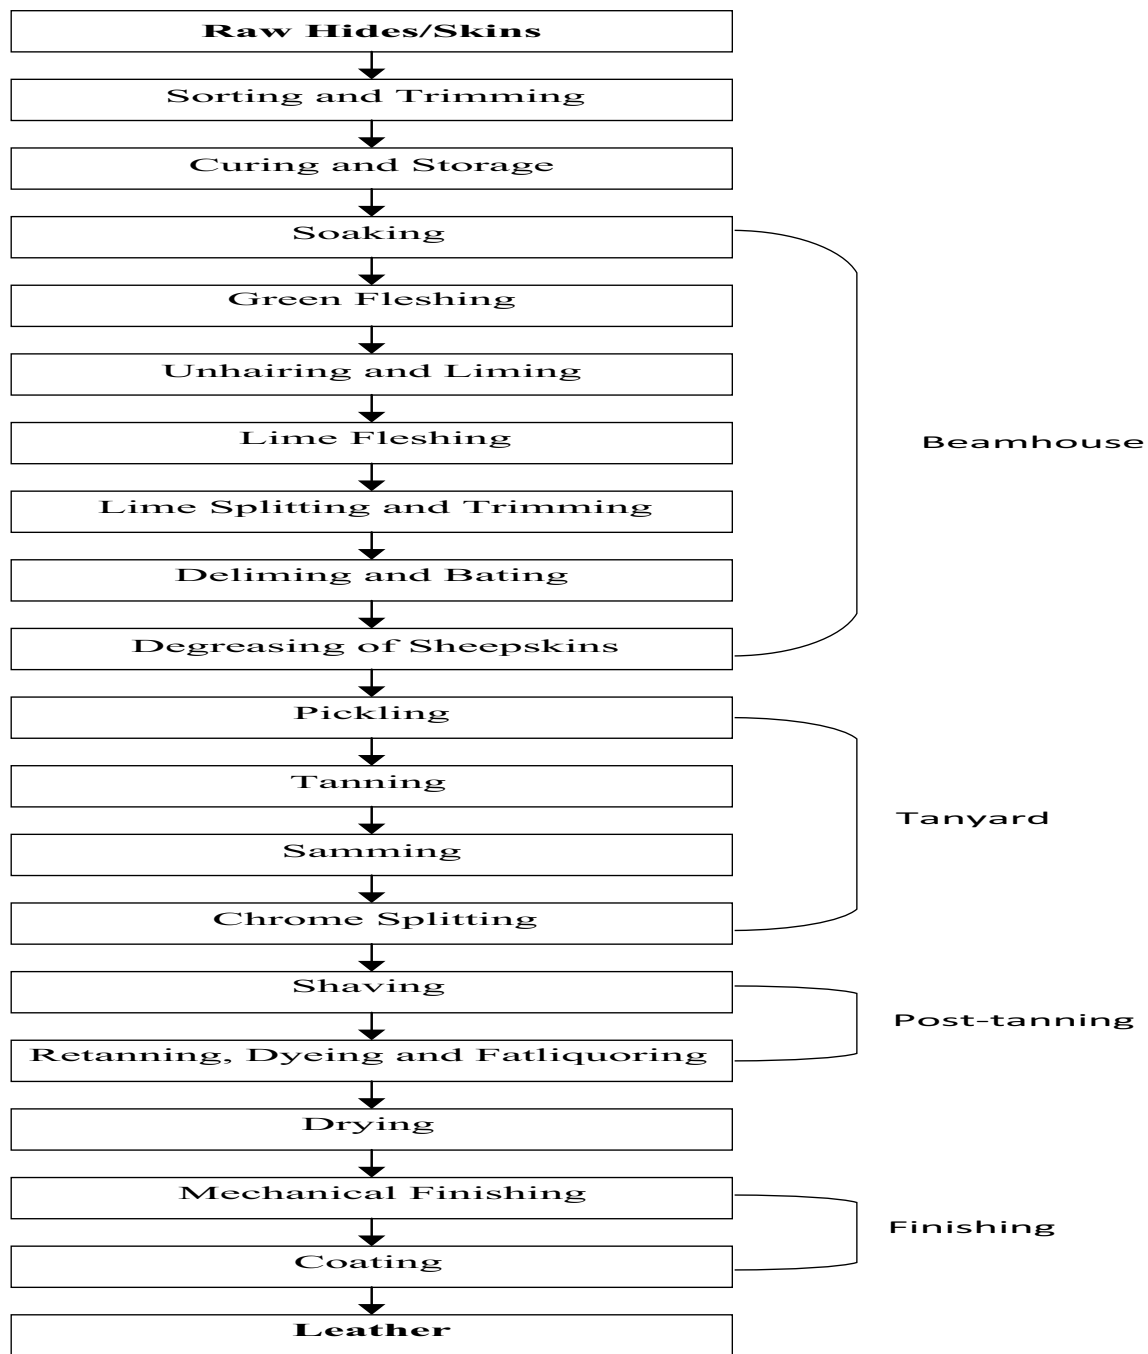 Raw Hides/Skins
Sorting and Trimming
Curing and Storage
Soaking
Green Fleshing
Unhairing and Liming
Lime Fleshing
Beamhouse
Lime Splitting and Trimming
Deliming and Bating
Degreasing of Sheepskins
Pickling
Tanning
Tanyard
Samming
Chrome Splitting
Shaving
Post-tanning
Retanning, Dyeing and Fatliquoring
Drying
Mechanical Finishing
Finishing
Coating
Leather